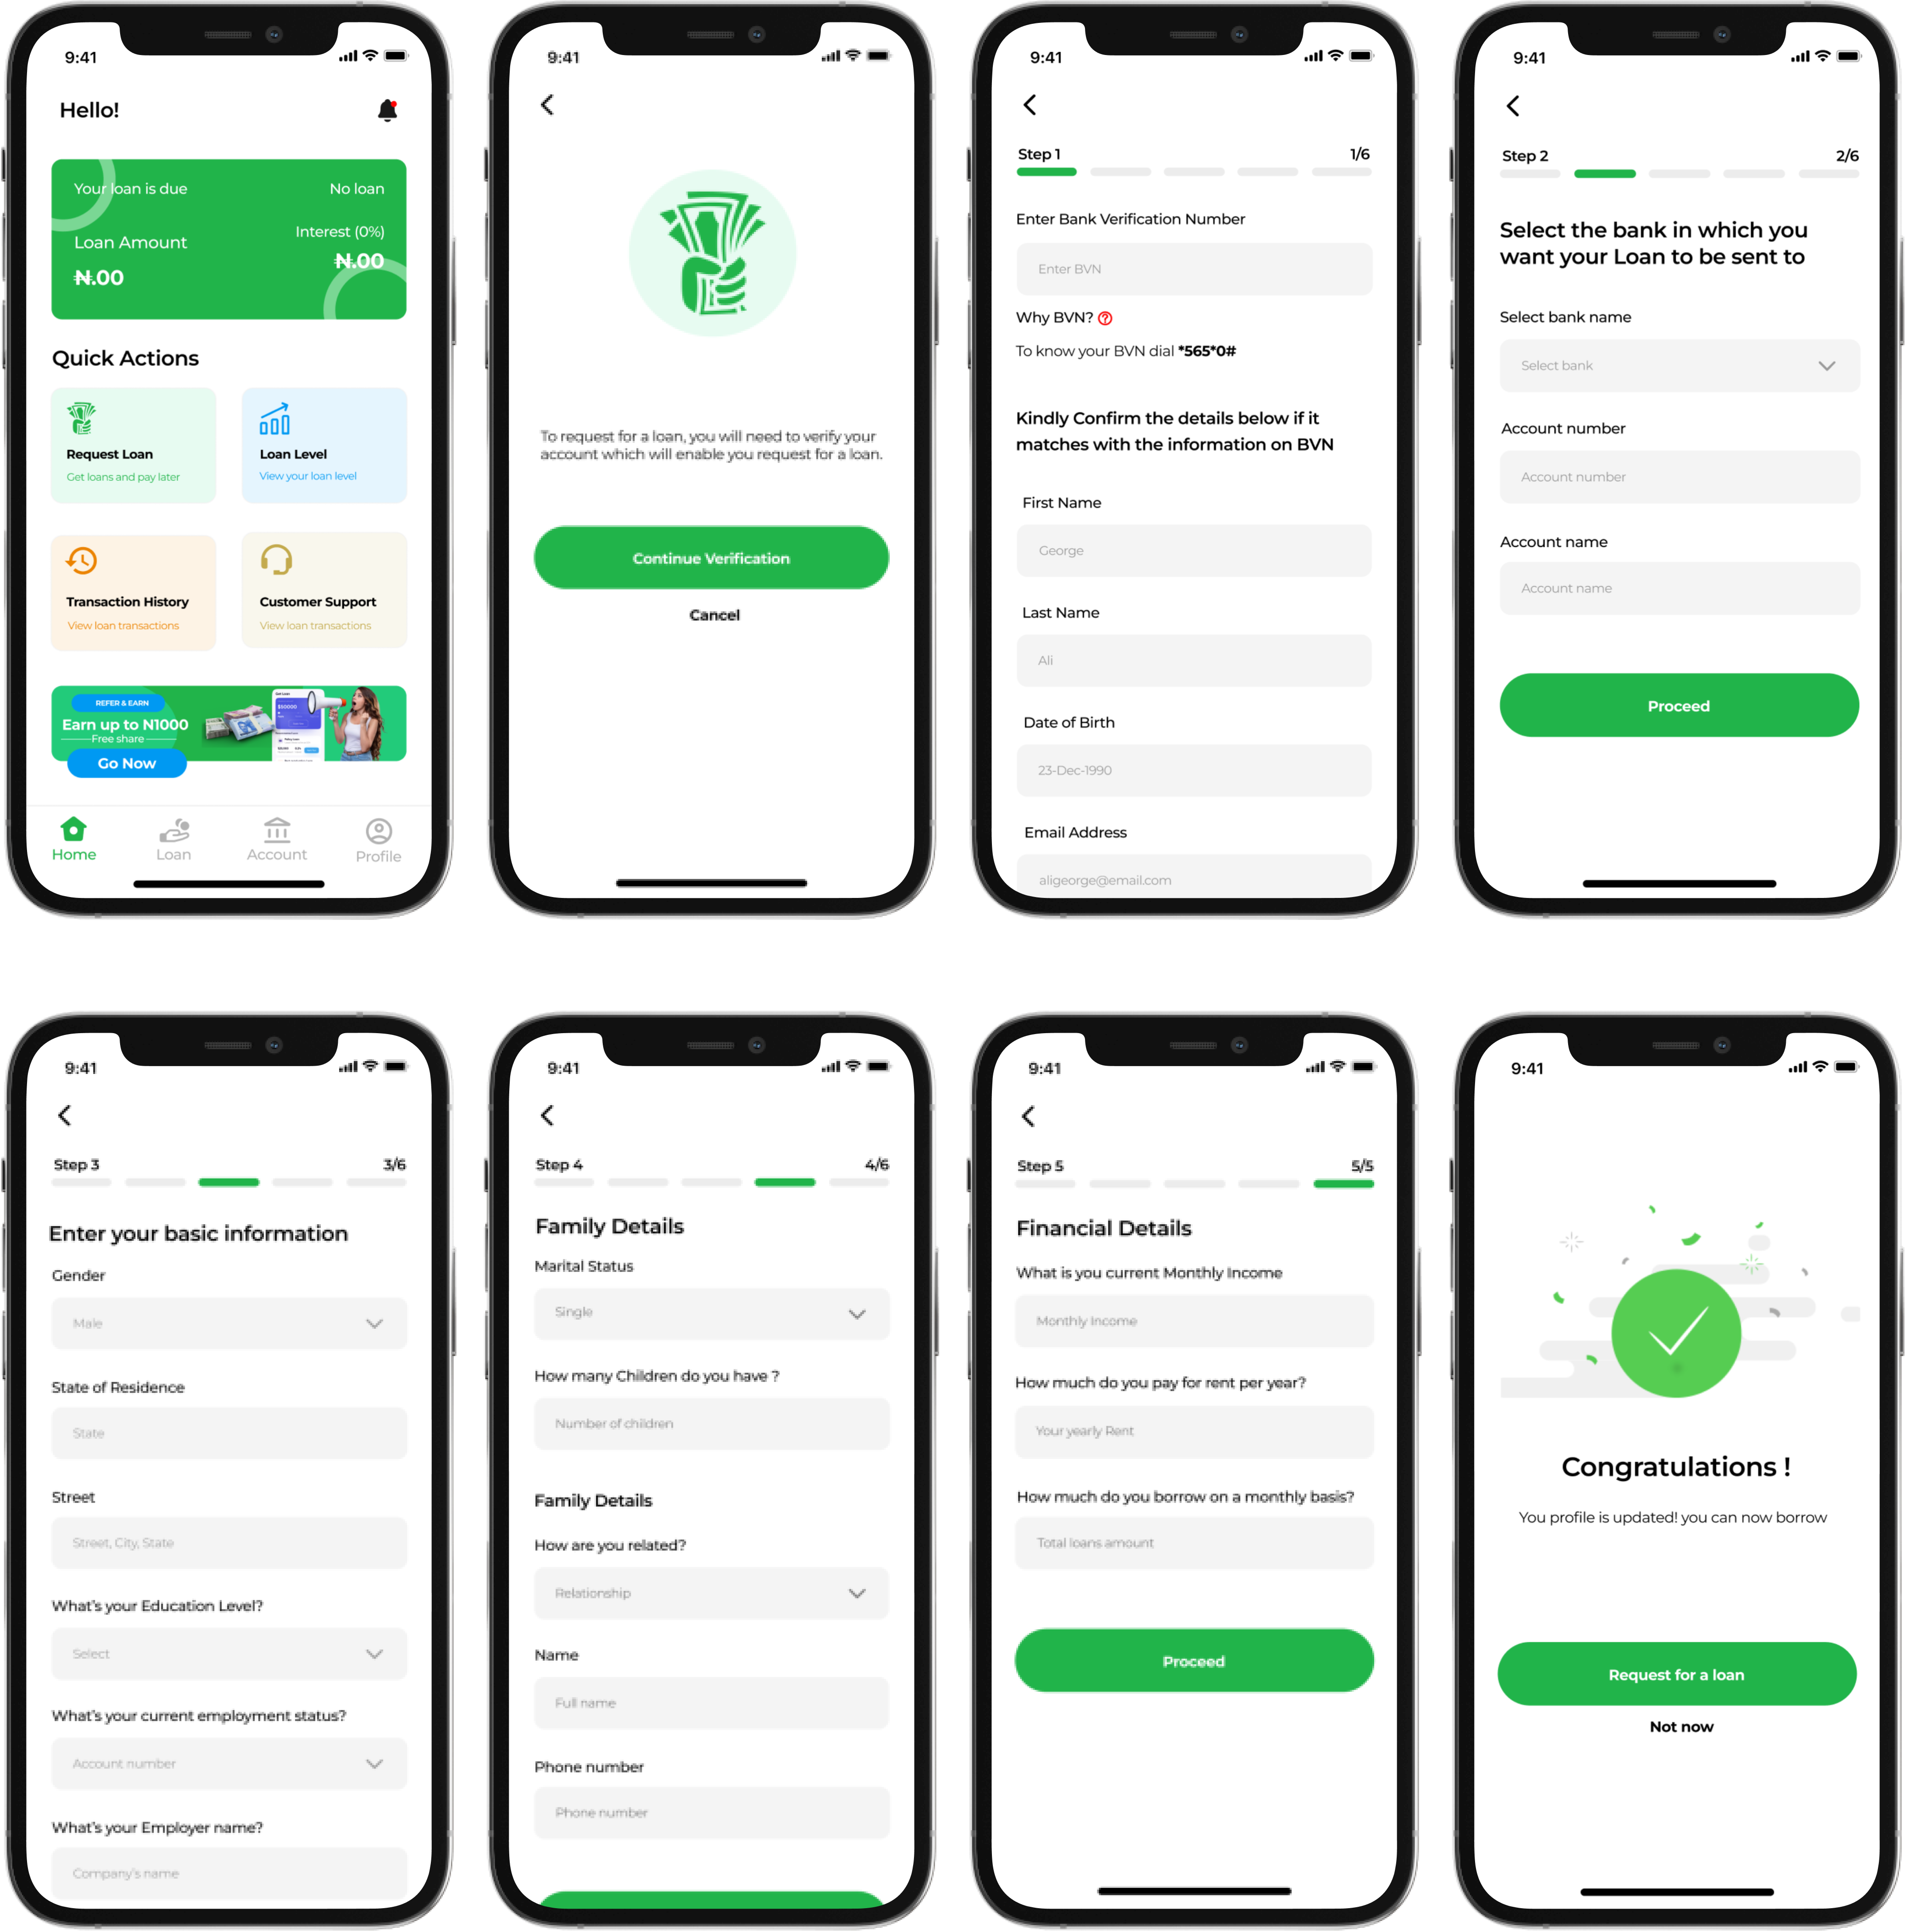 9:41
Hello!
Your loan is due
No loan
Loan Amount
Interest (0%)
₦.00
₦.00
Quick Actions
Request Loan
Get loans and pay later
Loan Level
View your loan level
Transaction History
View loan transactions
Customer Support
View loan transactions
REFER & EARN
Earn up to N1000
Free share
Go Now
Home
Loan
Account
Profile
9:41
To request for a loan, you will need to verify your
account which will enable you request for a loan.
Continue Verification
Cancel
9:41
Step 1
1/6
Enter Bank Verification Number
Enter BVN
Why BVN?
To know your BVN dial *565*0#
Kindly Confirm the details below if it
matches with the information on BVN
First Name
George
Last Name
Ali
Date of Birth
23-Dec-1990
Email Address
aligeorge@email.com
9:41
Step 2
2/6
Select the bank in which you
want your Loan to be sent to
Select bank name
Select bank
Account number
Account number
Account name
Account name
Proceed
9:41
Step 3
3/6
Enter your basic information
Gender
Male
State of Residence
State
Street
Street, City, State
What's your Education Level?
Select
What's your current employment status?
Account number
What's your Employer name?
Company's name
9:41
Step 4
4/6
Family Details
Marital Status
Single
How many Children do you have ?
Number of children
Family Details
How are you related?
Relationship
Name
Full name
Phone number
Phone number
9:41
Step 5
5/5
Financial Details
What is you current Monthly Income
Monthly Income
How much do you pay for rent per year?
Your yearly Rent
How much do you borrow on a monthly basis?
Total loans amount
Proceed
9:41
Congratulations !
You profile is updated! you can now borrow
Request for a loan
Not now